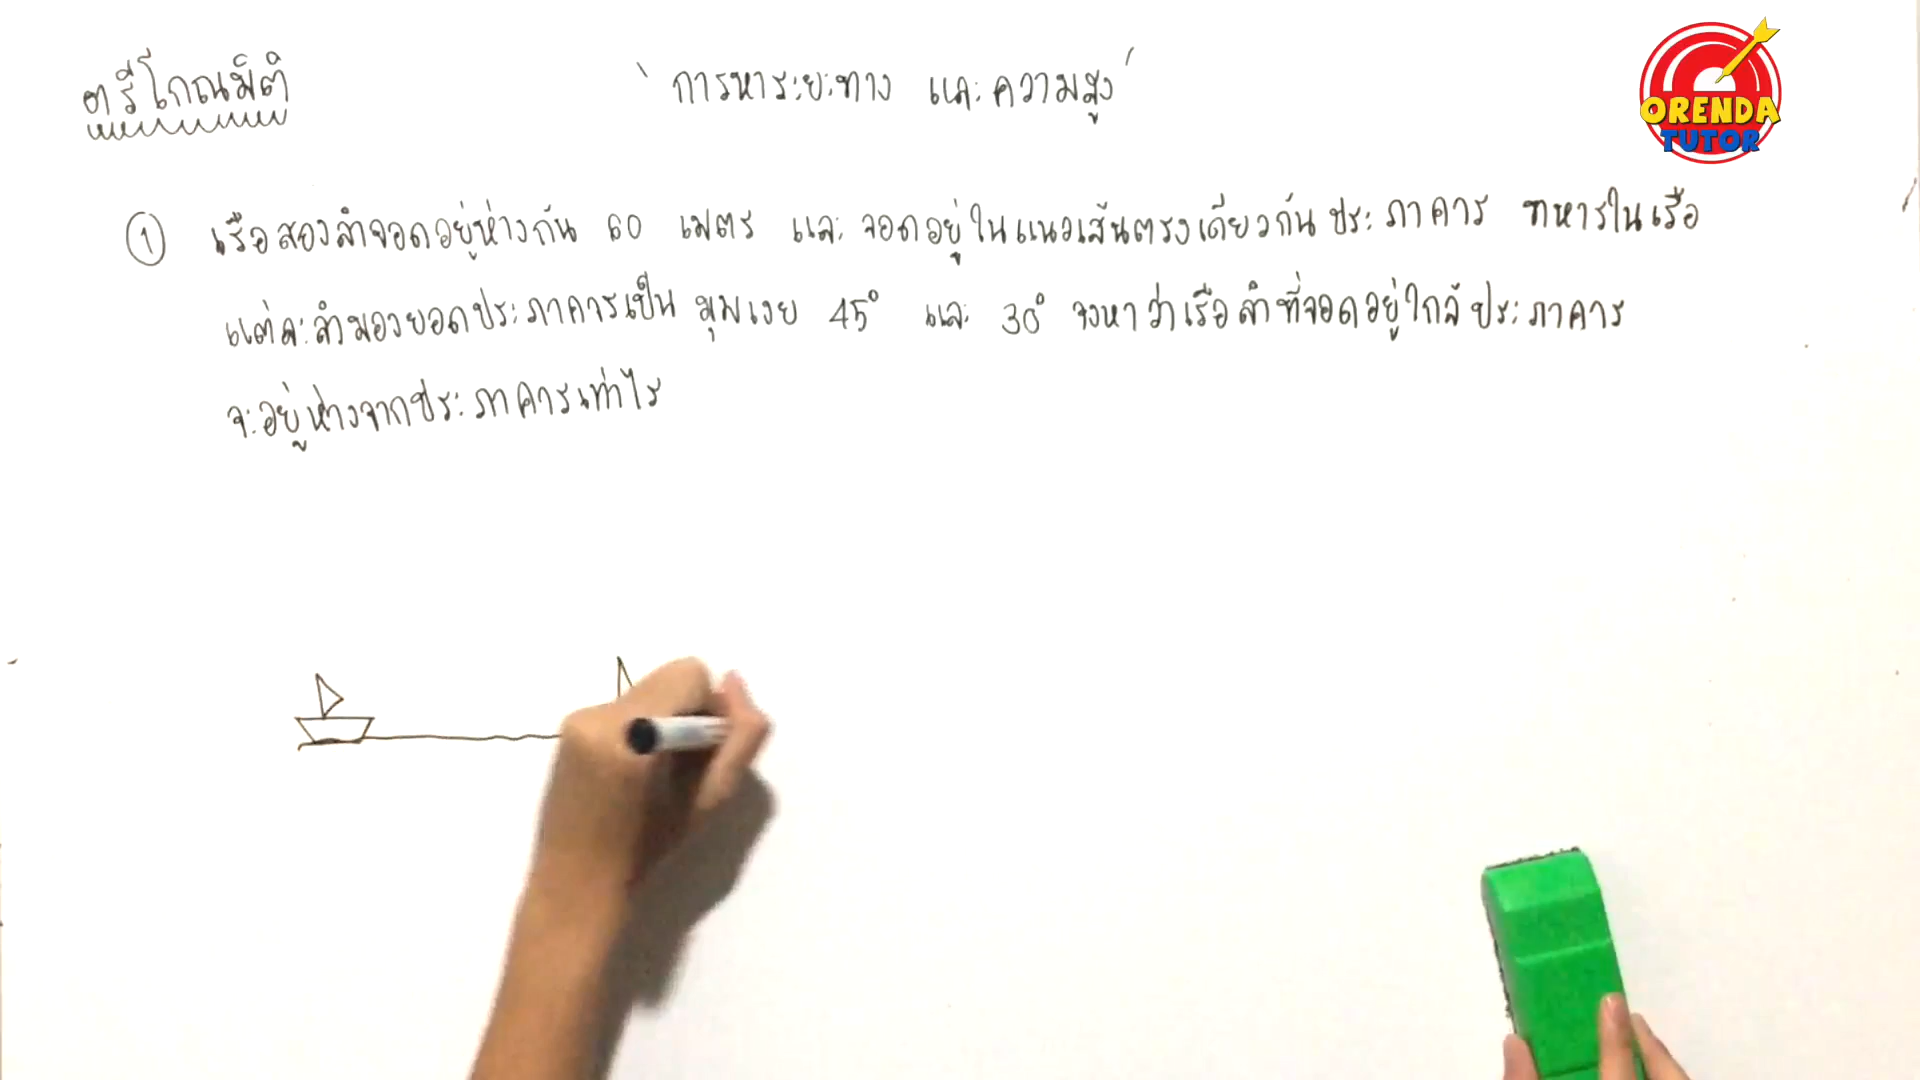 ตรีโกณมิติ
' การหาระยะทาง และความสูง '
ORENDA
TUTOR
① เรือสองลำจอดอยู่ห่างกัน 60 เมตร และ จอดอยู่ในแนวเส้นตรงเดียวกันประภาคาร ทหารในเรือ
แต่ละลำมองยอดประภาคารเป็น มุมเงย 45° และ 30° จงหาว่าเรือลำที่จอดอยู่ใกล้ประภาคาร
จะอยู่ห่างจากประภาคารเท่าไร